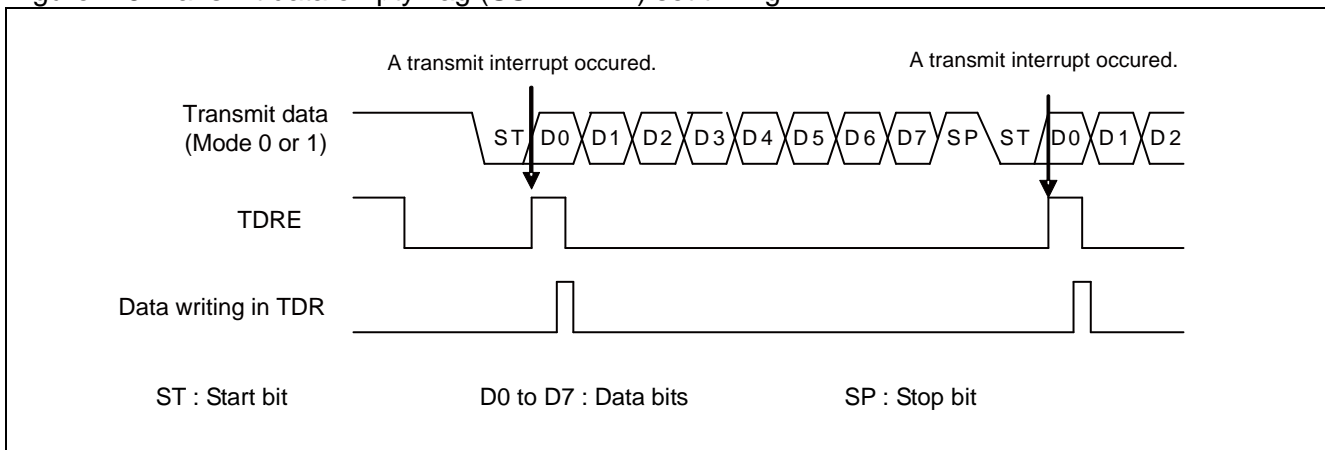 A transmit interrupt occured. A transmit interrupt occured.
Transmit data
(Mode 0 or 1)
ST D0 D1 D2 D3 D4 D5 D6 D7 SP ST D0 D1 D2
TDRE
Data writing in TDR
ST : Start bit D0 to D7 : Data bits SP : Stop bit